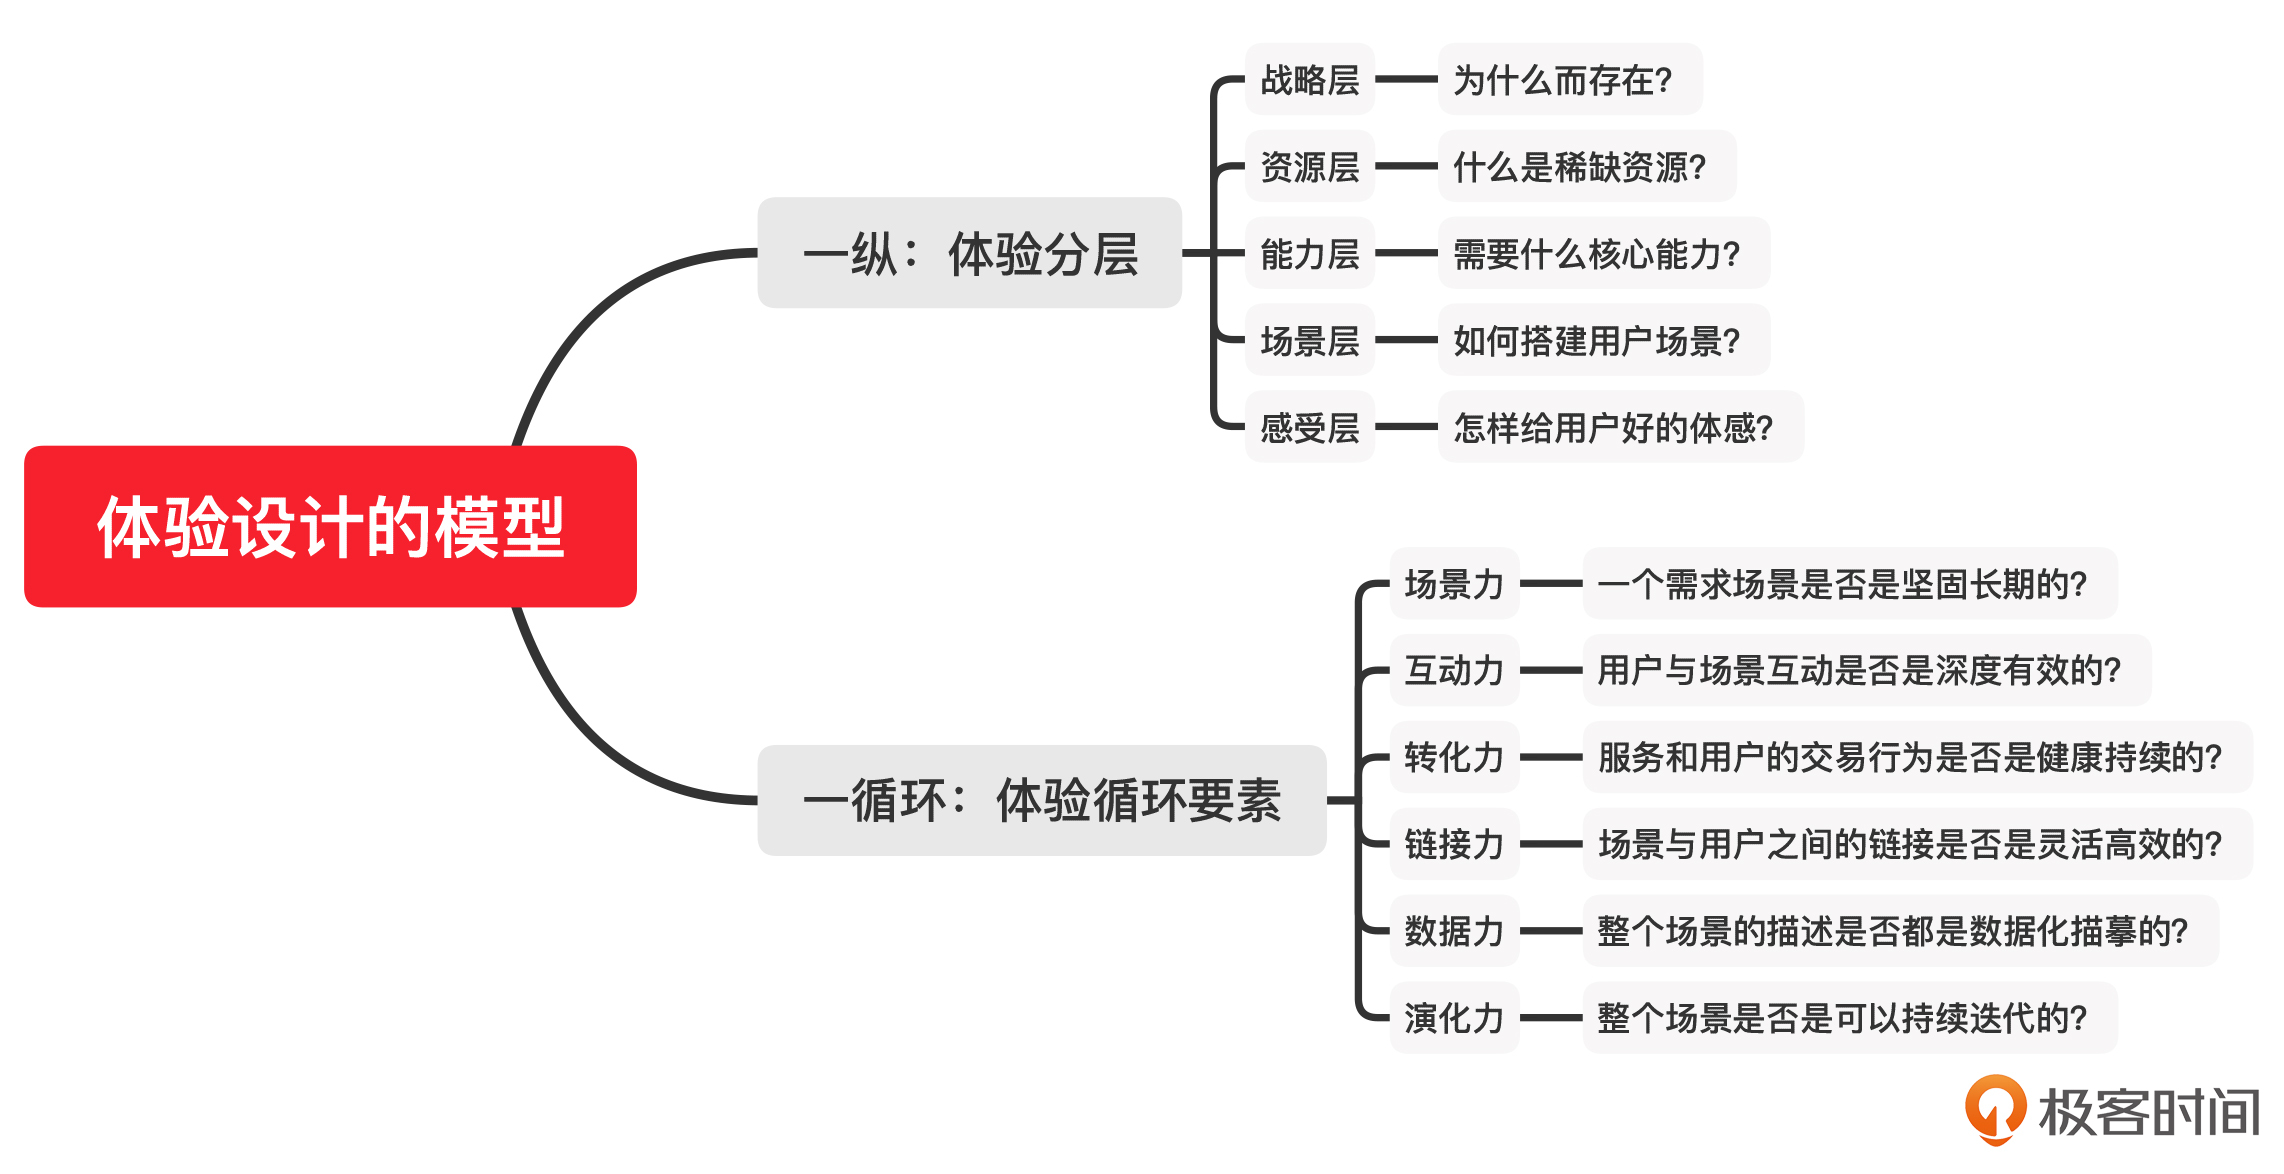 体验设计的模型
一纵：体验分层
战略层
为什么而存在?
资源层
什么是稀缺资源?
能力层
需要什么核心能力?
场景层
如何搭建用户场景?
感受层
怎样给用户好的体感?
一循环：体验循环要素
场景力
一个需求场景是否是坚固长期的?
互动力
用户与场景互动是否是深度有效的?
转化力
服务和用户的交易行为是否是健康持续的?
链接力
场景与用户之间的链接是否是灵活高效的?
数据力
整个场景的描述是否都是数据化描摹的?
演化力
整个场景是否是可以持续迭代的?
极客时间